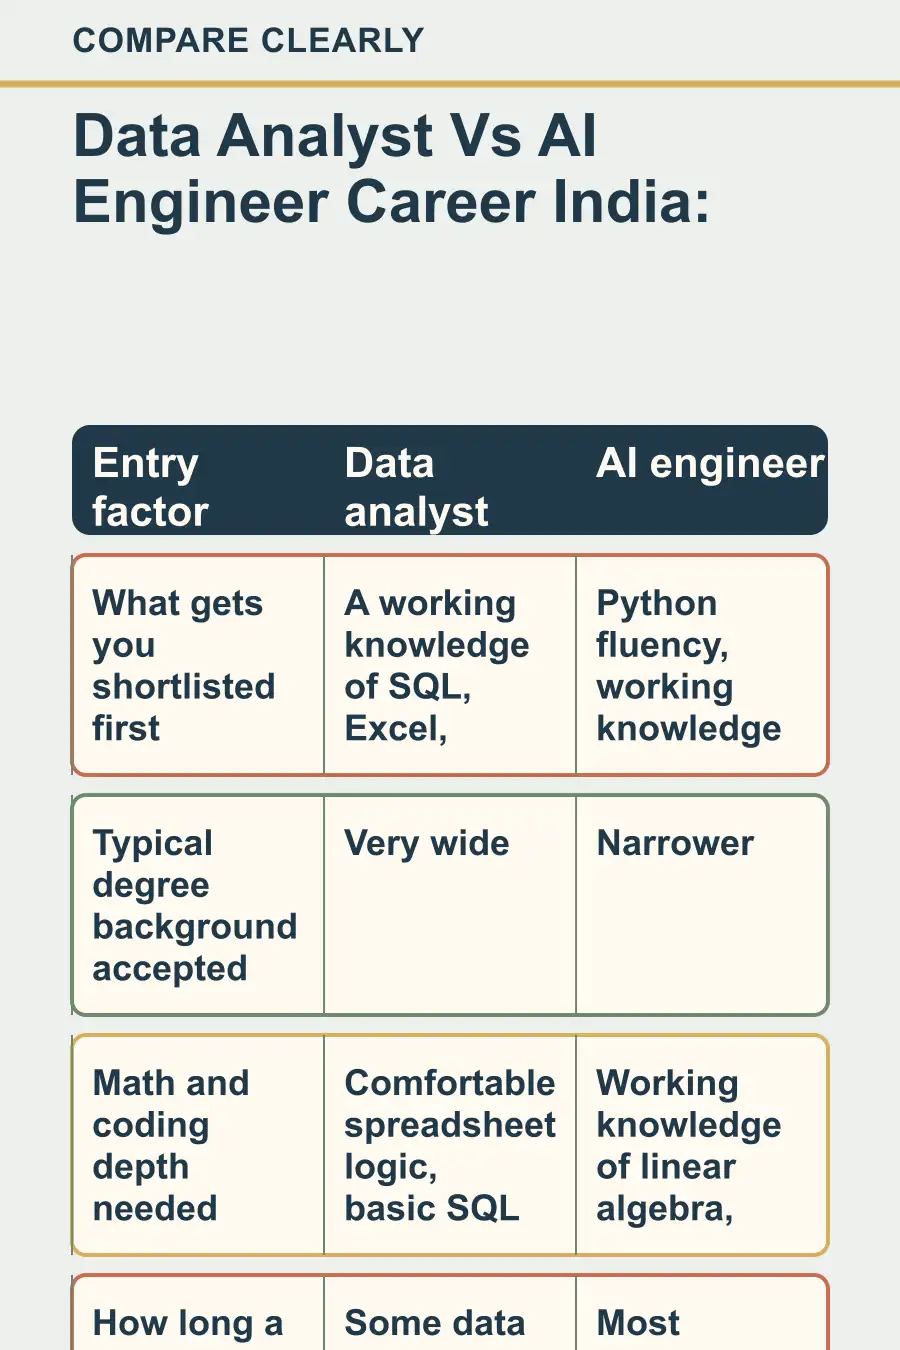 COMPARE CLEARLY
Data Analyst Vs AI
Engineer Career India:
Entry
factor
Data
analyst
AI engineer
What gets
you
shortlisted
first
A working
knowledge
of SQL,
Excel,
Python
fluency,
working
knowledge
Typical
degree
background
accepted
Very wide
Narrower
Math and
coding
depth
needed
Comfortable
spreadsheet
logic,
basic SQL
Working
knowledge
of linear
algebra,
How long a
Some data
Most